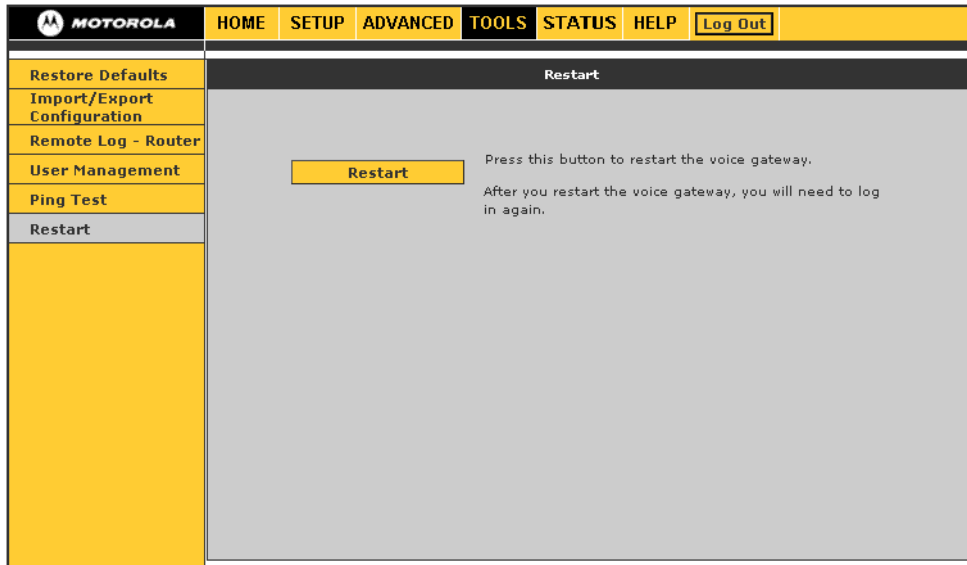 MOTOROLA HOME SETUP ADVANCED TOOLS STATUS HELP Log Out
Restore Defaults
Import/Export
Configuration
Remote Log - Router
User Management
Ping Test
Restart
Restart
Restart
Press this button to restart the voice gateway.
After you restart the voice gateway, you will need to log
in again.